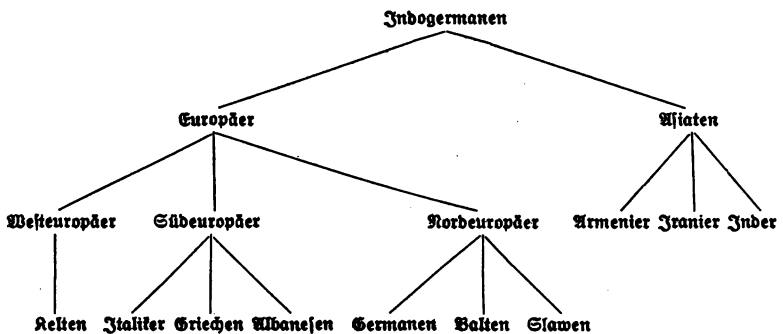 Indogermanen
Europäer Aſiaten
Weſteuropäer Südeuropäer Nordeuropäer Armenier Iranier Inder
Kelten Italiker Griechen Albaneſen Germanen Balten Slawen